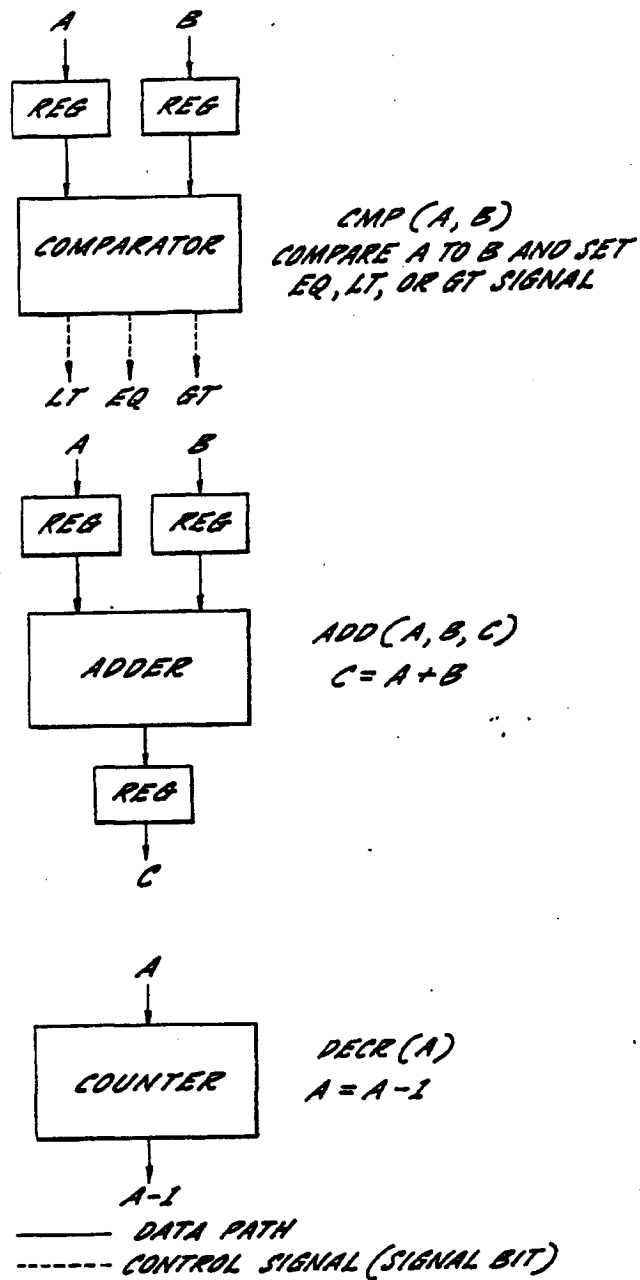 A B
REG REG
COMPARATOR
CMP (A, B)
COMPARE A TO B AND SET
EQ, LT, OR GT SIGNAL
LT EQ GT
A B
REG REG
ADDER
ADD (A, B, C)
C = A + B
REG
C
A
COUNTER
DECR (A)
A = A - 1
A-1
DATA PATH
CONTROL SIGNAL (SIGNAL BIT)